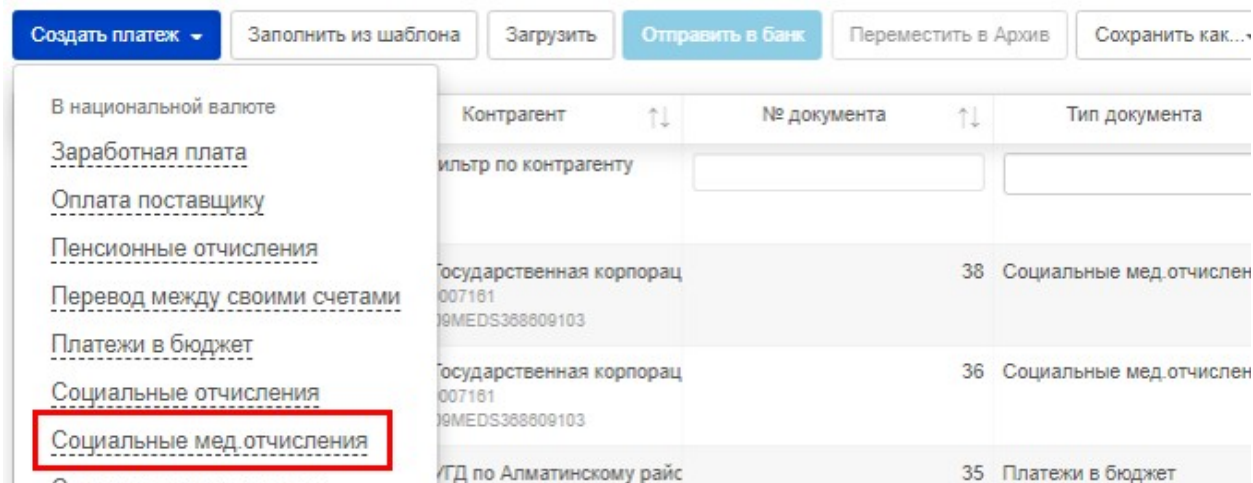 Создать платеж Заполнить из шаблона Загрузить Отправить в банк Переместить в Архив Сохранить как...
В национальной валюте
Заработная плата
Оплата поставщику
Пенсионные отчисления
Перевод между своими счетами
Платежи в бюджет
Социальные отчисления
Социальные мед.отчисления
Контрагент № документа Тип документа
ильтр по контрагенту
Государственная корпорац 38 Социальные мед.отчислен
007161
09MEDS368609103
Государственная корпорац 36 Социальные мед.отчислен
007161
09MEDS368609103
УГД по Алматинскому райс 35 Платежи в бюджет